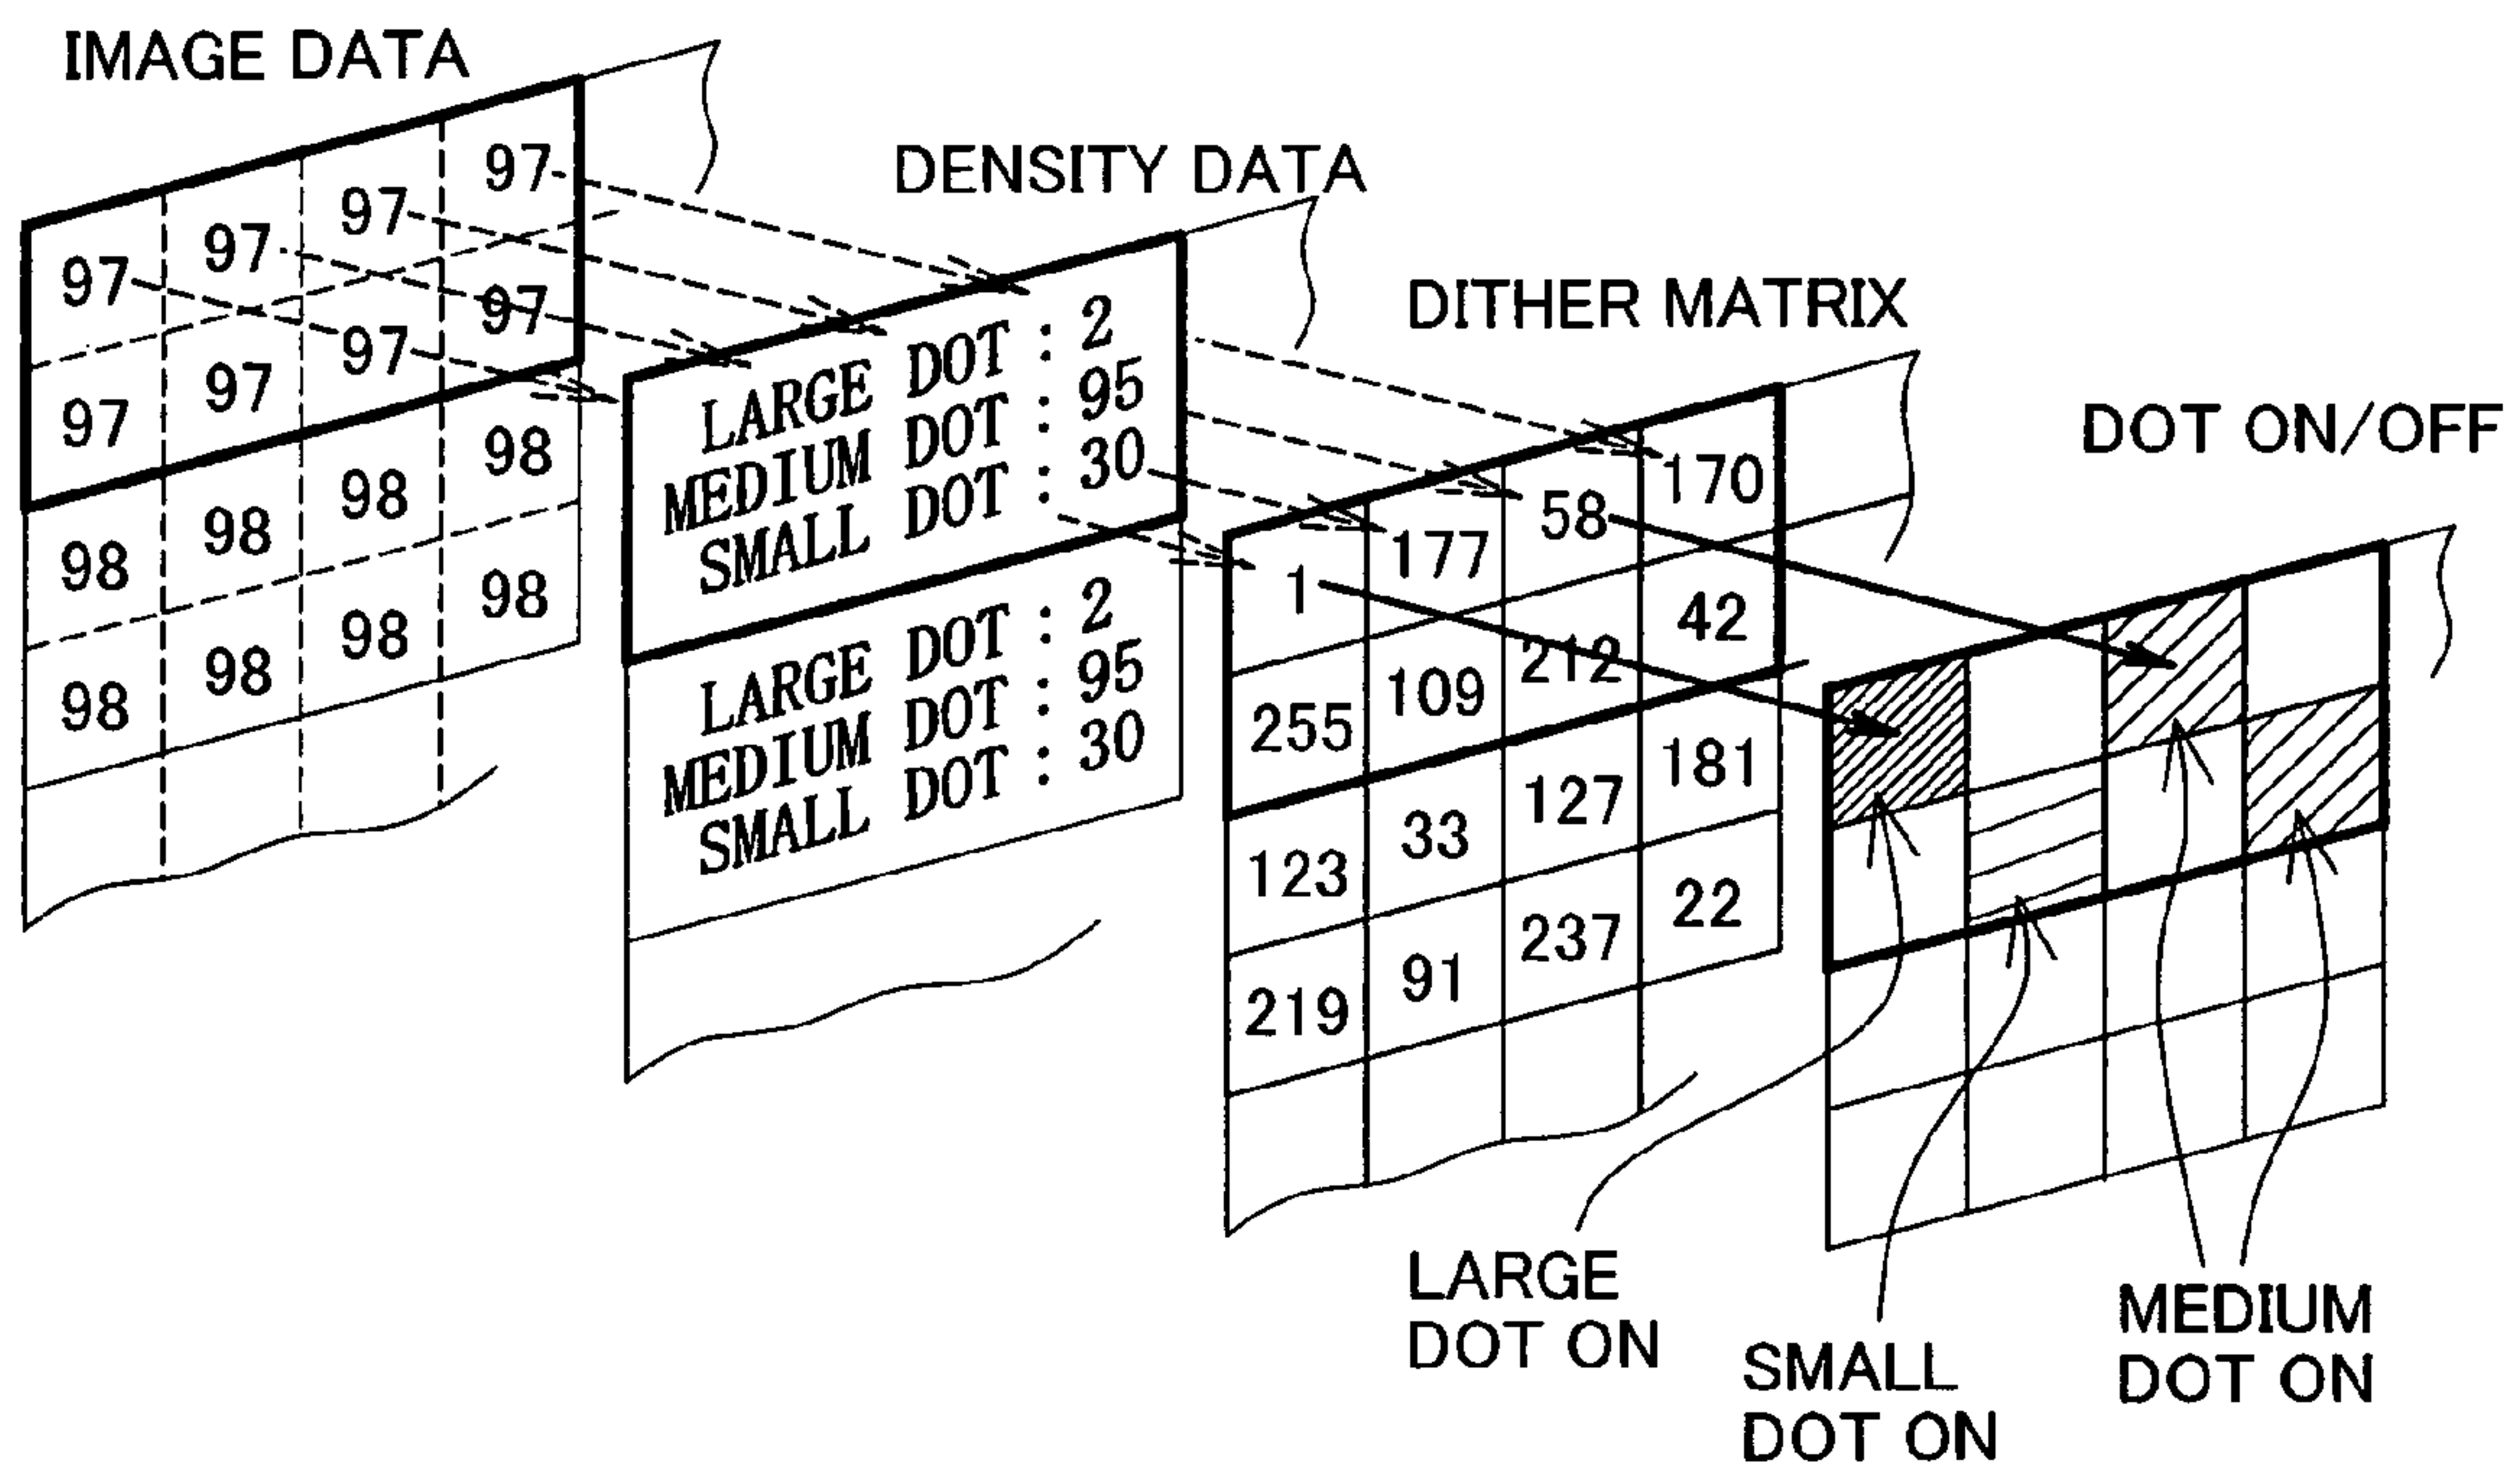 IMAGE DATA
97 97 97 97
97 97 97 97
98 98 98 98
98 98 98 98
DENSITY DATA
LARGE DOT : 2
MEDIUM DOT : 95
SMALL DOT : 30
LARGE DOT : 2
MEDIUM DOT : 95
SMALL DOT : 30
DITHER MATRIX
1 177 58 170
255 109 212 42
123 33 127 181
219 91 237 22
DOT ON/OFF
LARGE
DOT ON
SMALL
DOT ON
MEDIUM
DOT ON